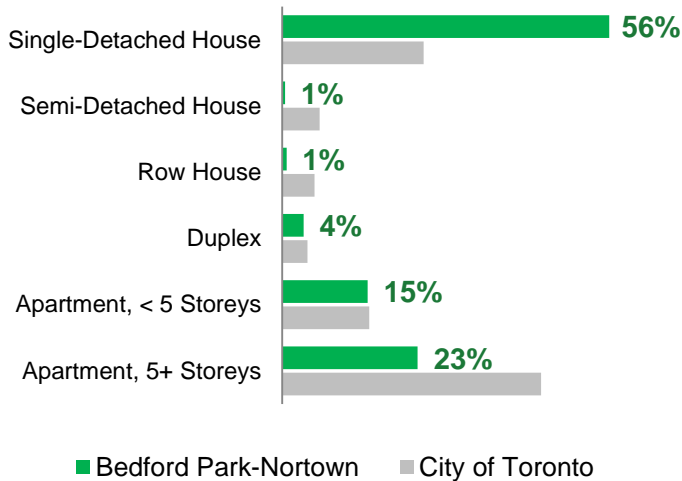 Single-Detached House 56%
Semi-Detached House 1%
Row House 1%
Duplex 4%
Apartment, < 5 Storeys 15%
Apartment, 5+ Storeys 23%
Bedford Park-Nortown City of Toronto